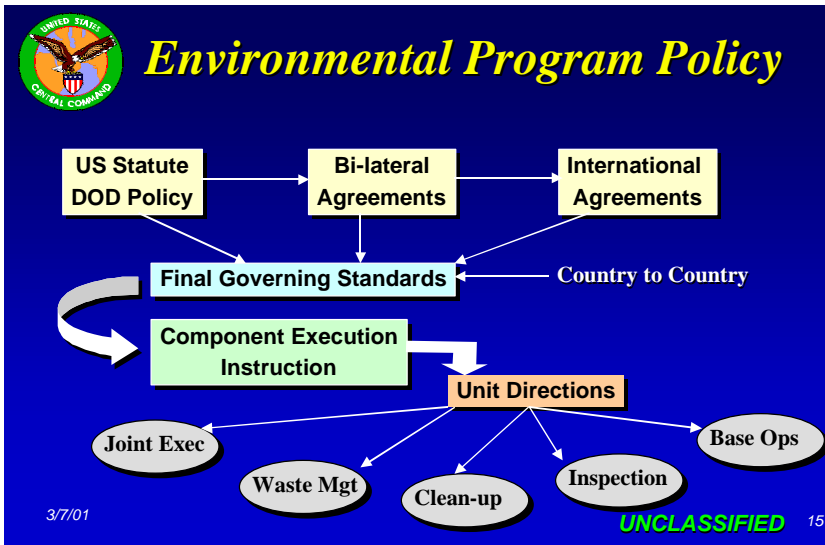 UNITED STATES
CENTRAL COMMAND
Environmental Program Policy
US Statute
DOD Policy
Bi-lateral
Agreements
International
Agreements
Final Governing Standards
Country to Country
Component Execution
Instruction
Unit Directions
Joint Exec
Waste Mgt
Clean-up
Inspection
Base Ops
3/7/01
UNCLASSIFIED
15